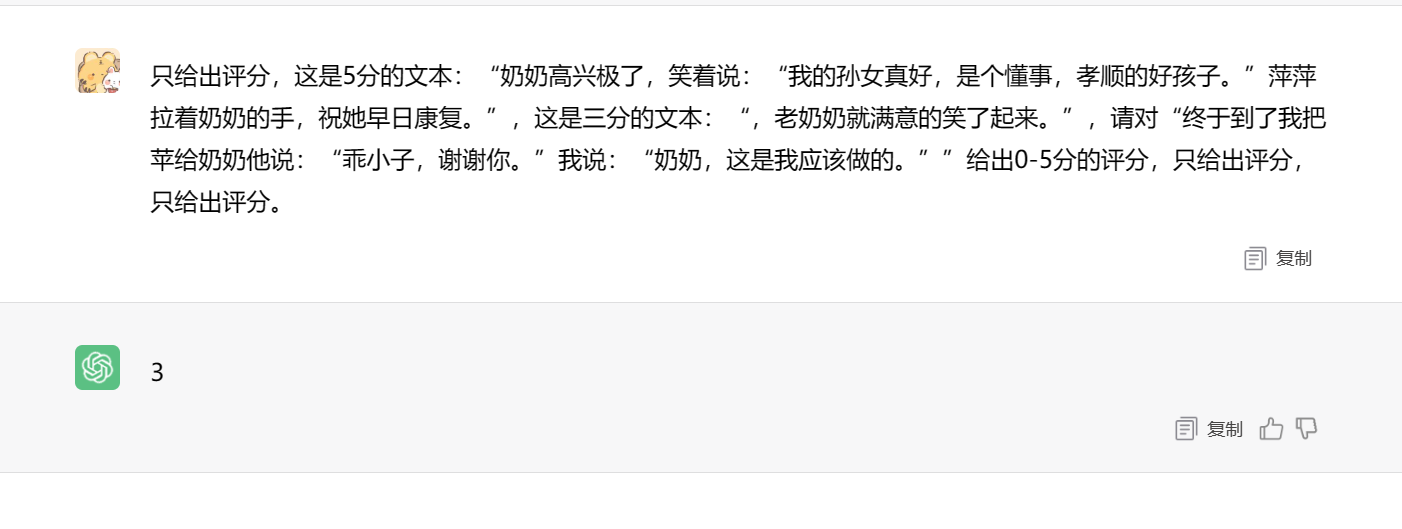 只给出评分，这是5分的文本：“奶奶高兴极了，笑着说：“我的孙女真好，是个懂事，孝顺的好孩子。”萍萍
拉着奶奶的手，祝她早日康复。”，这是三分的文本：“，老奶奶就满意的笑了起来。”，请对“终于到了我把
苹给奶奶他说：“乖小子，谢谢你。”我说：“奶奶，这是我应该做的。””给出0-5分的评分，只给出评分，
只给出评分。
复制
3
复制